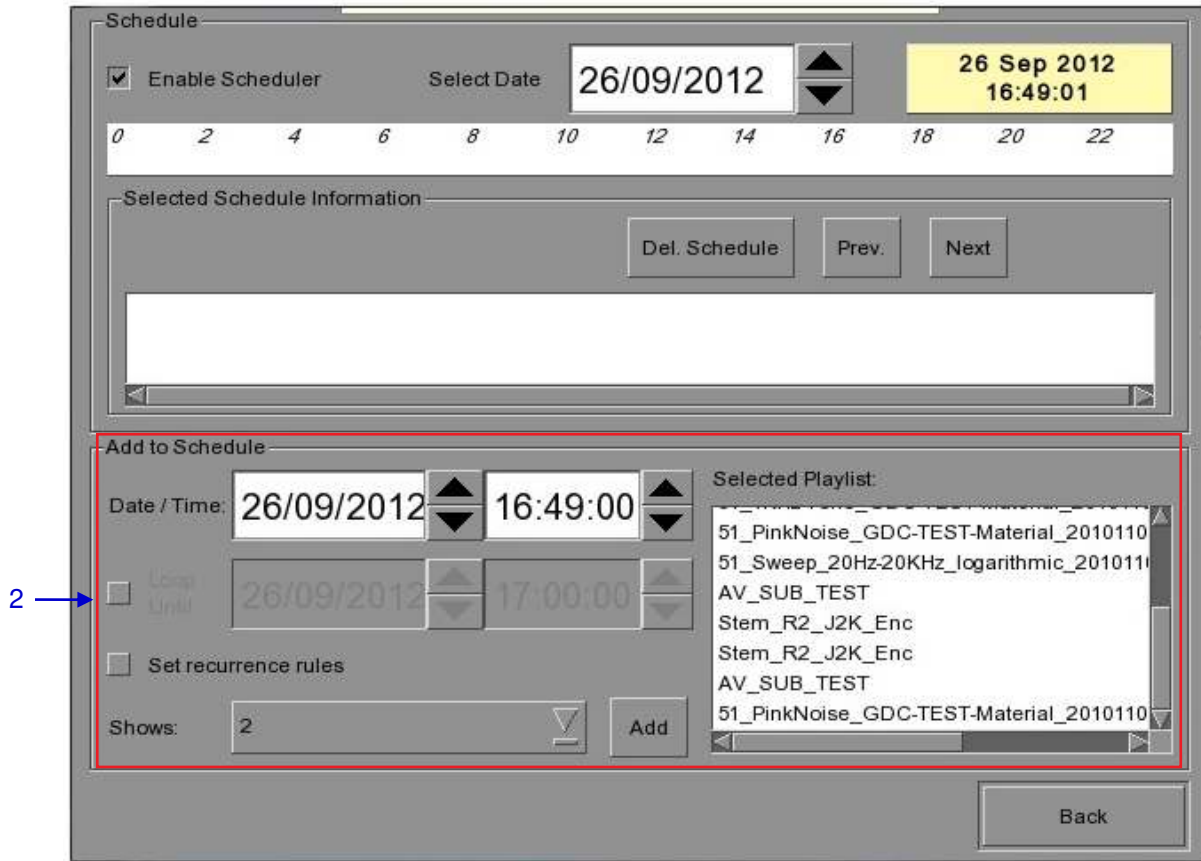 Schedule
Enable Scheduler Select Date 26/09/2012 26 Sep 2012
16:49:01
0 2 4 6 8 10 12 14 16 18 20 22
Selected Schedule Information
Del. Schedule Prev. Next
Add to Schedule
Date / Time: 26/09/2012 16:49:00
Loop
Until 26/09/2012 17:00:00
Set recurrence rules
Shows: 2 Add
Selected Playlist:
51_PinkNoise_GDC-TEST-Material_2010110
51_Sweep_20Hz-20KHz_logarithmic_201011
AV_SUB_TEST
Stem_R2_J2K_Enc
Stem_R2_J2K_Enc
AV_SUB_TEST
51_PinkNoise_GDC-TEST-Material_2010110
Back
2